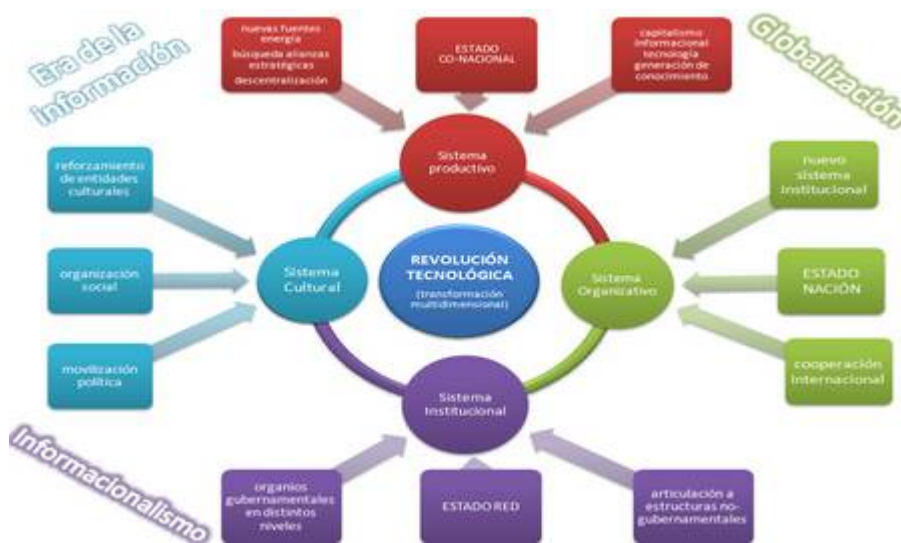 Era de la
información
nuevas fuentes
energía
búsqueda alianzas
estratégicas
descentralización
ESTADO
CO-NACIONAL
capitalismo
informacional
tecnología
generación de
conocimiento
Globalización
Sistema
productivo
reforzamiento
de entidades
culturales
organización
social
movilización
política
Sistema
Cultural
REVOLUCIÓN
TECNOLÓGICA
(transformación
multidimensional)
Sistema
Organizativo
nuevo
sistema
Institucional
ESTADO
NACIÓN
cooperación
Internacional
Sistema
Institucional
Informacionalismo
organios
gubernamentales
en distintos
niveles
ESTADO RED
articulación a
estructuras no-
gubernamentales